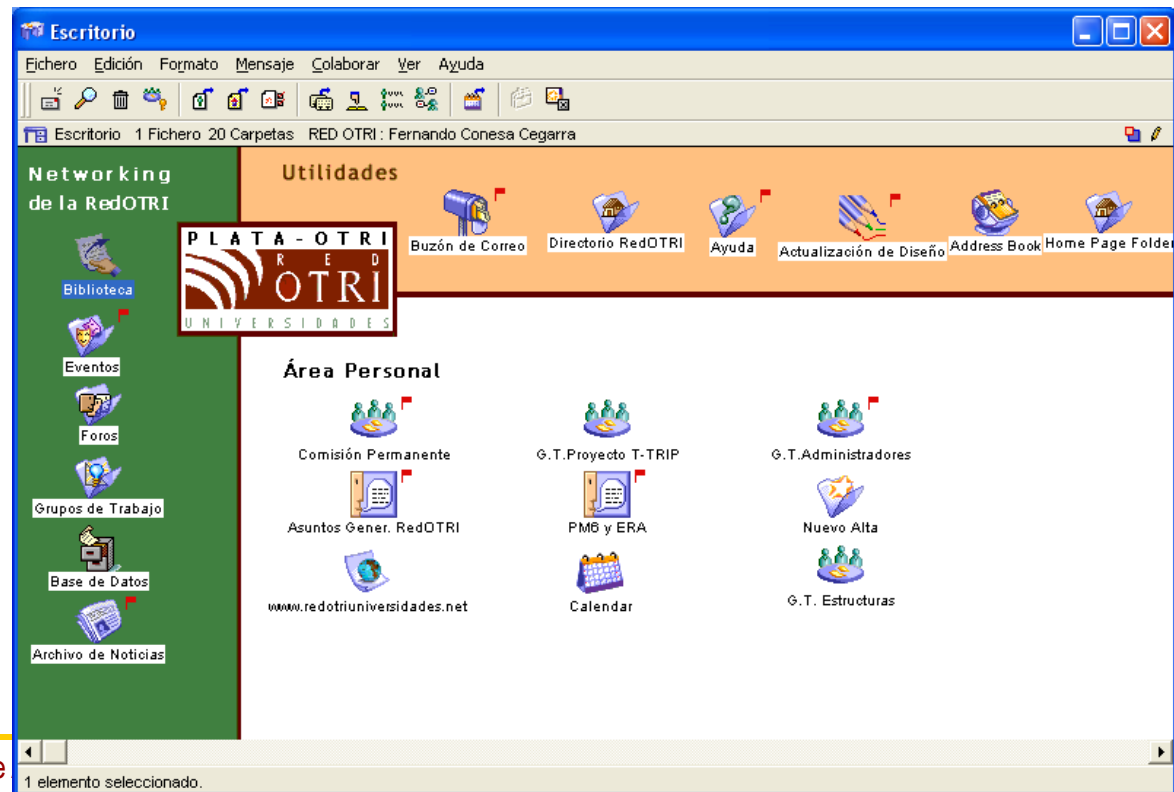 Escritorio
Fichero Edición Formato Mensaje Colaborar Ver Ayuda
Escritorio 1 Fichero 20 Carpetas RED OTRI : Fernando Conesa Cegarra
Networking
de la RedOTRI
Biblioteca
Eventos
Foros
Grupos de Trabajo
Base de Datos
Archivo de Noticias
PLATA-OTRI
RED
OTRI
UNIVERSIDADES
Utilidades
Buzón de Correo
Directorio RedOTRI
Ayuda
Actualización de Diseño
Address Book
Home Page Folder
Área Personal
Comisión Permanente
G.T.Proyecto T-TRIP
G.T.Administradores
Asuntos Gener. RedOTRI
PM6 y ERA
Nuevo Alta
www.redotriuniversidades.net
Calendar
G.T. Estructuras
1 elemento seleccionado.